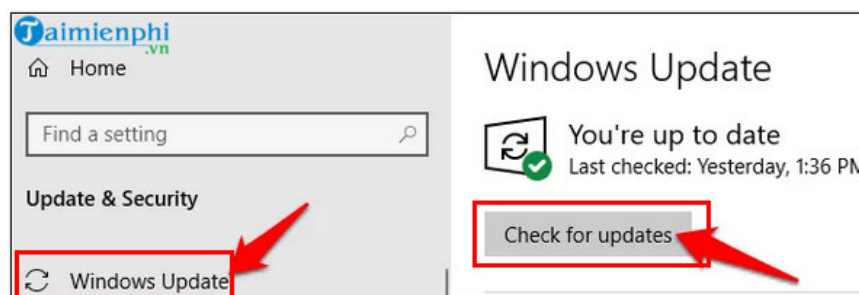 Taimienphi
.vn
Home
Find a setting
Update & Security
Windows Update
Windows Update
You're up to date
Last checked: Yesterday, 1:36 PM
Check for updates